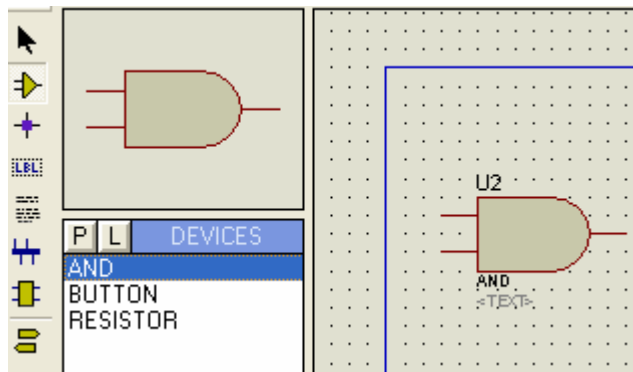 LBL
P L DEVICES
AND
BUTTON
RESISTOR
U2
AND
<TEXT>